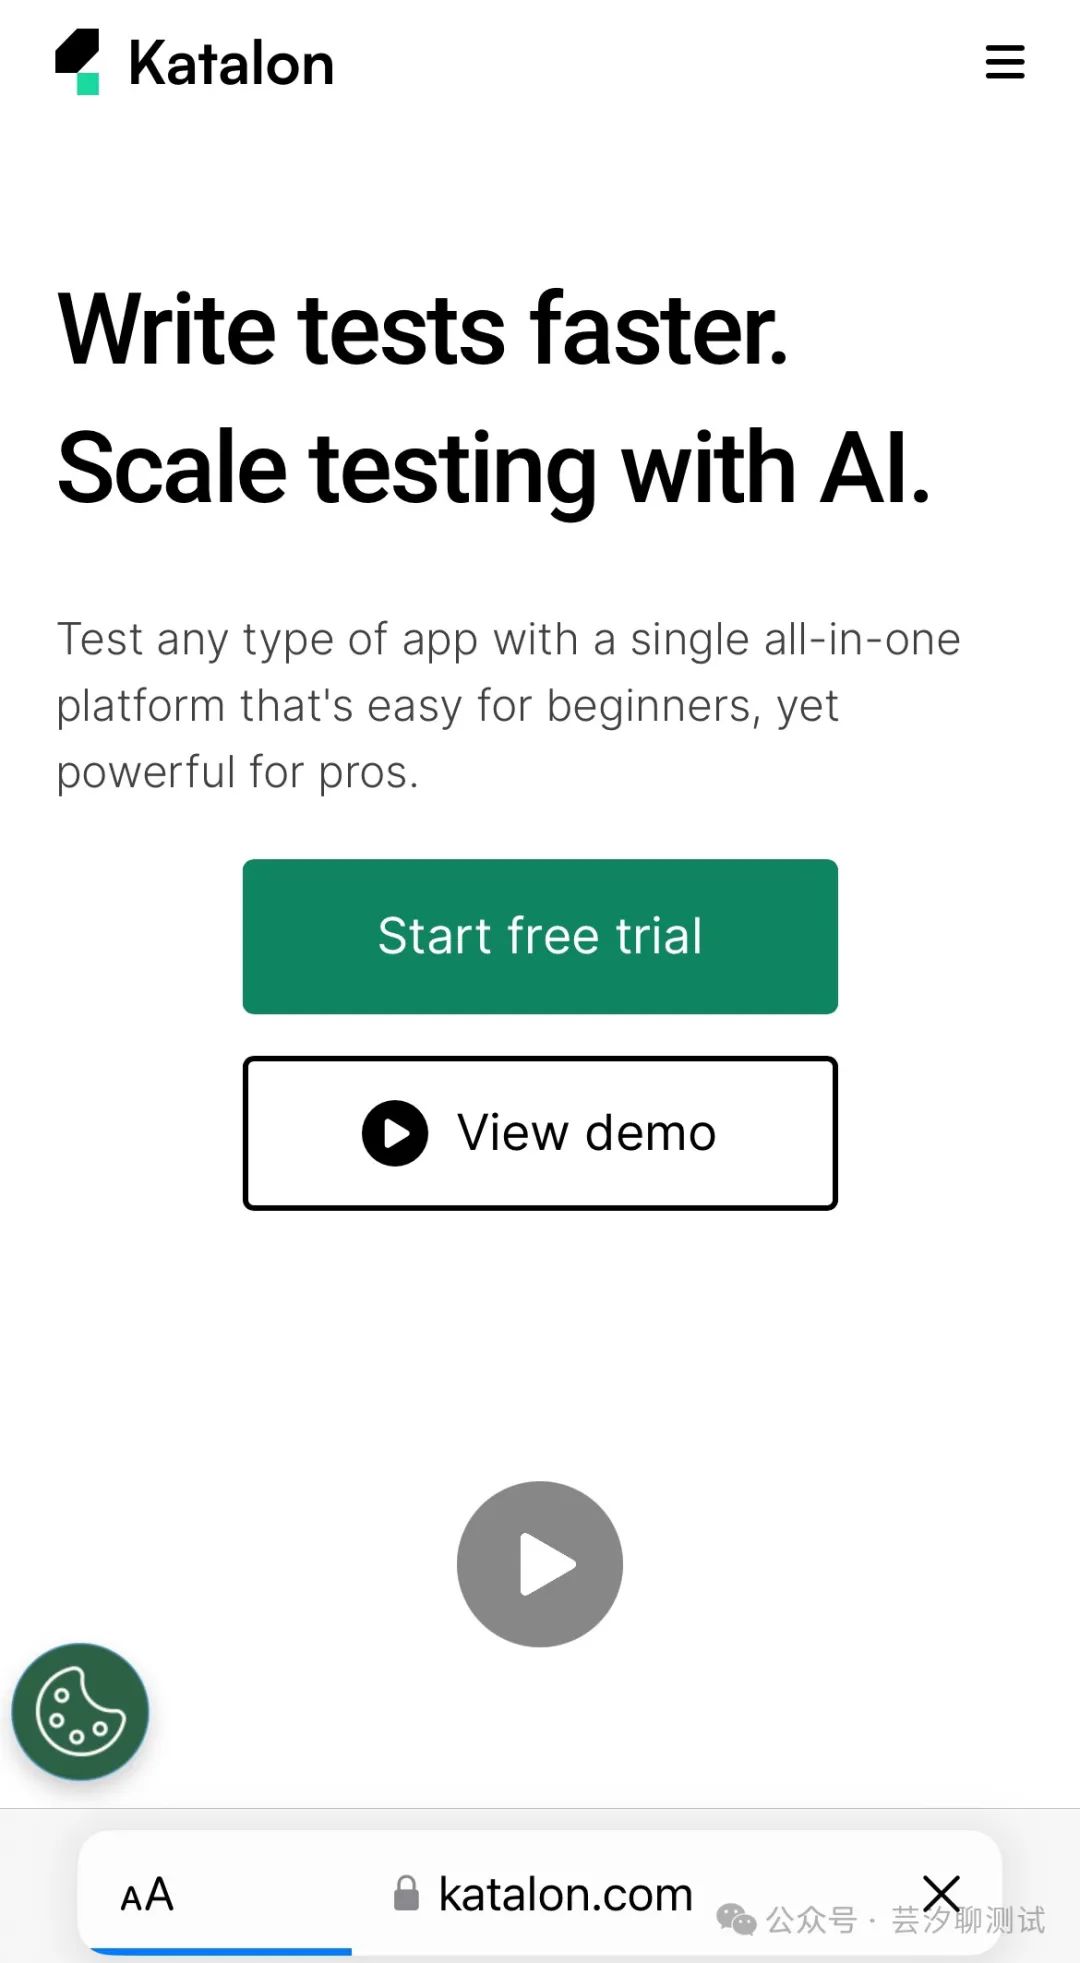 Katalon
Write tests faster.
Scale testing with AI.
Test any type of app with a single all-in-one
platform that's easy for beginners, yet
powerful for pros.
Start free trial
View demo
AA
katalon.com
公众号 · 芸汐聊测试